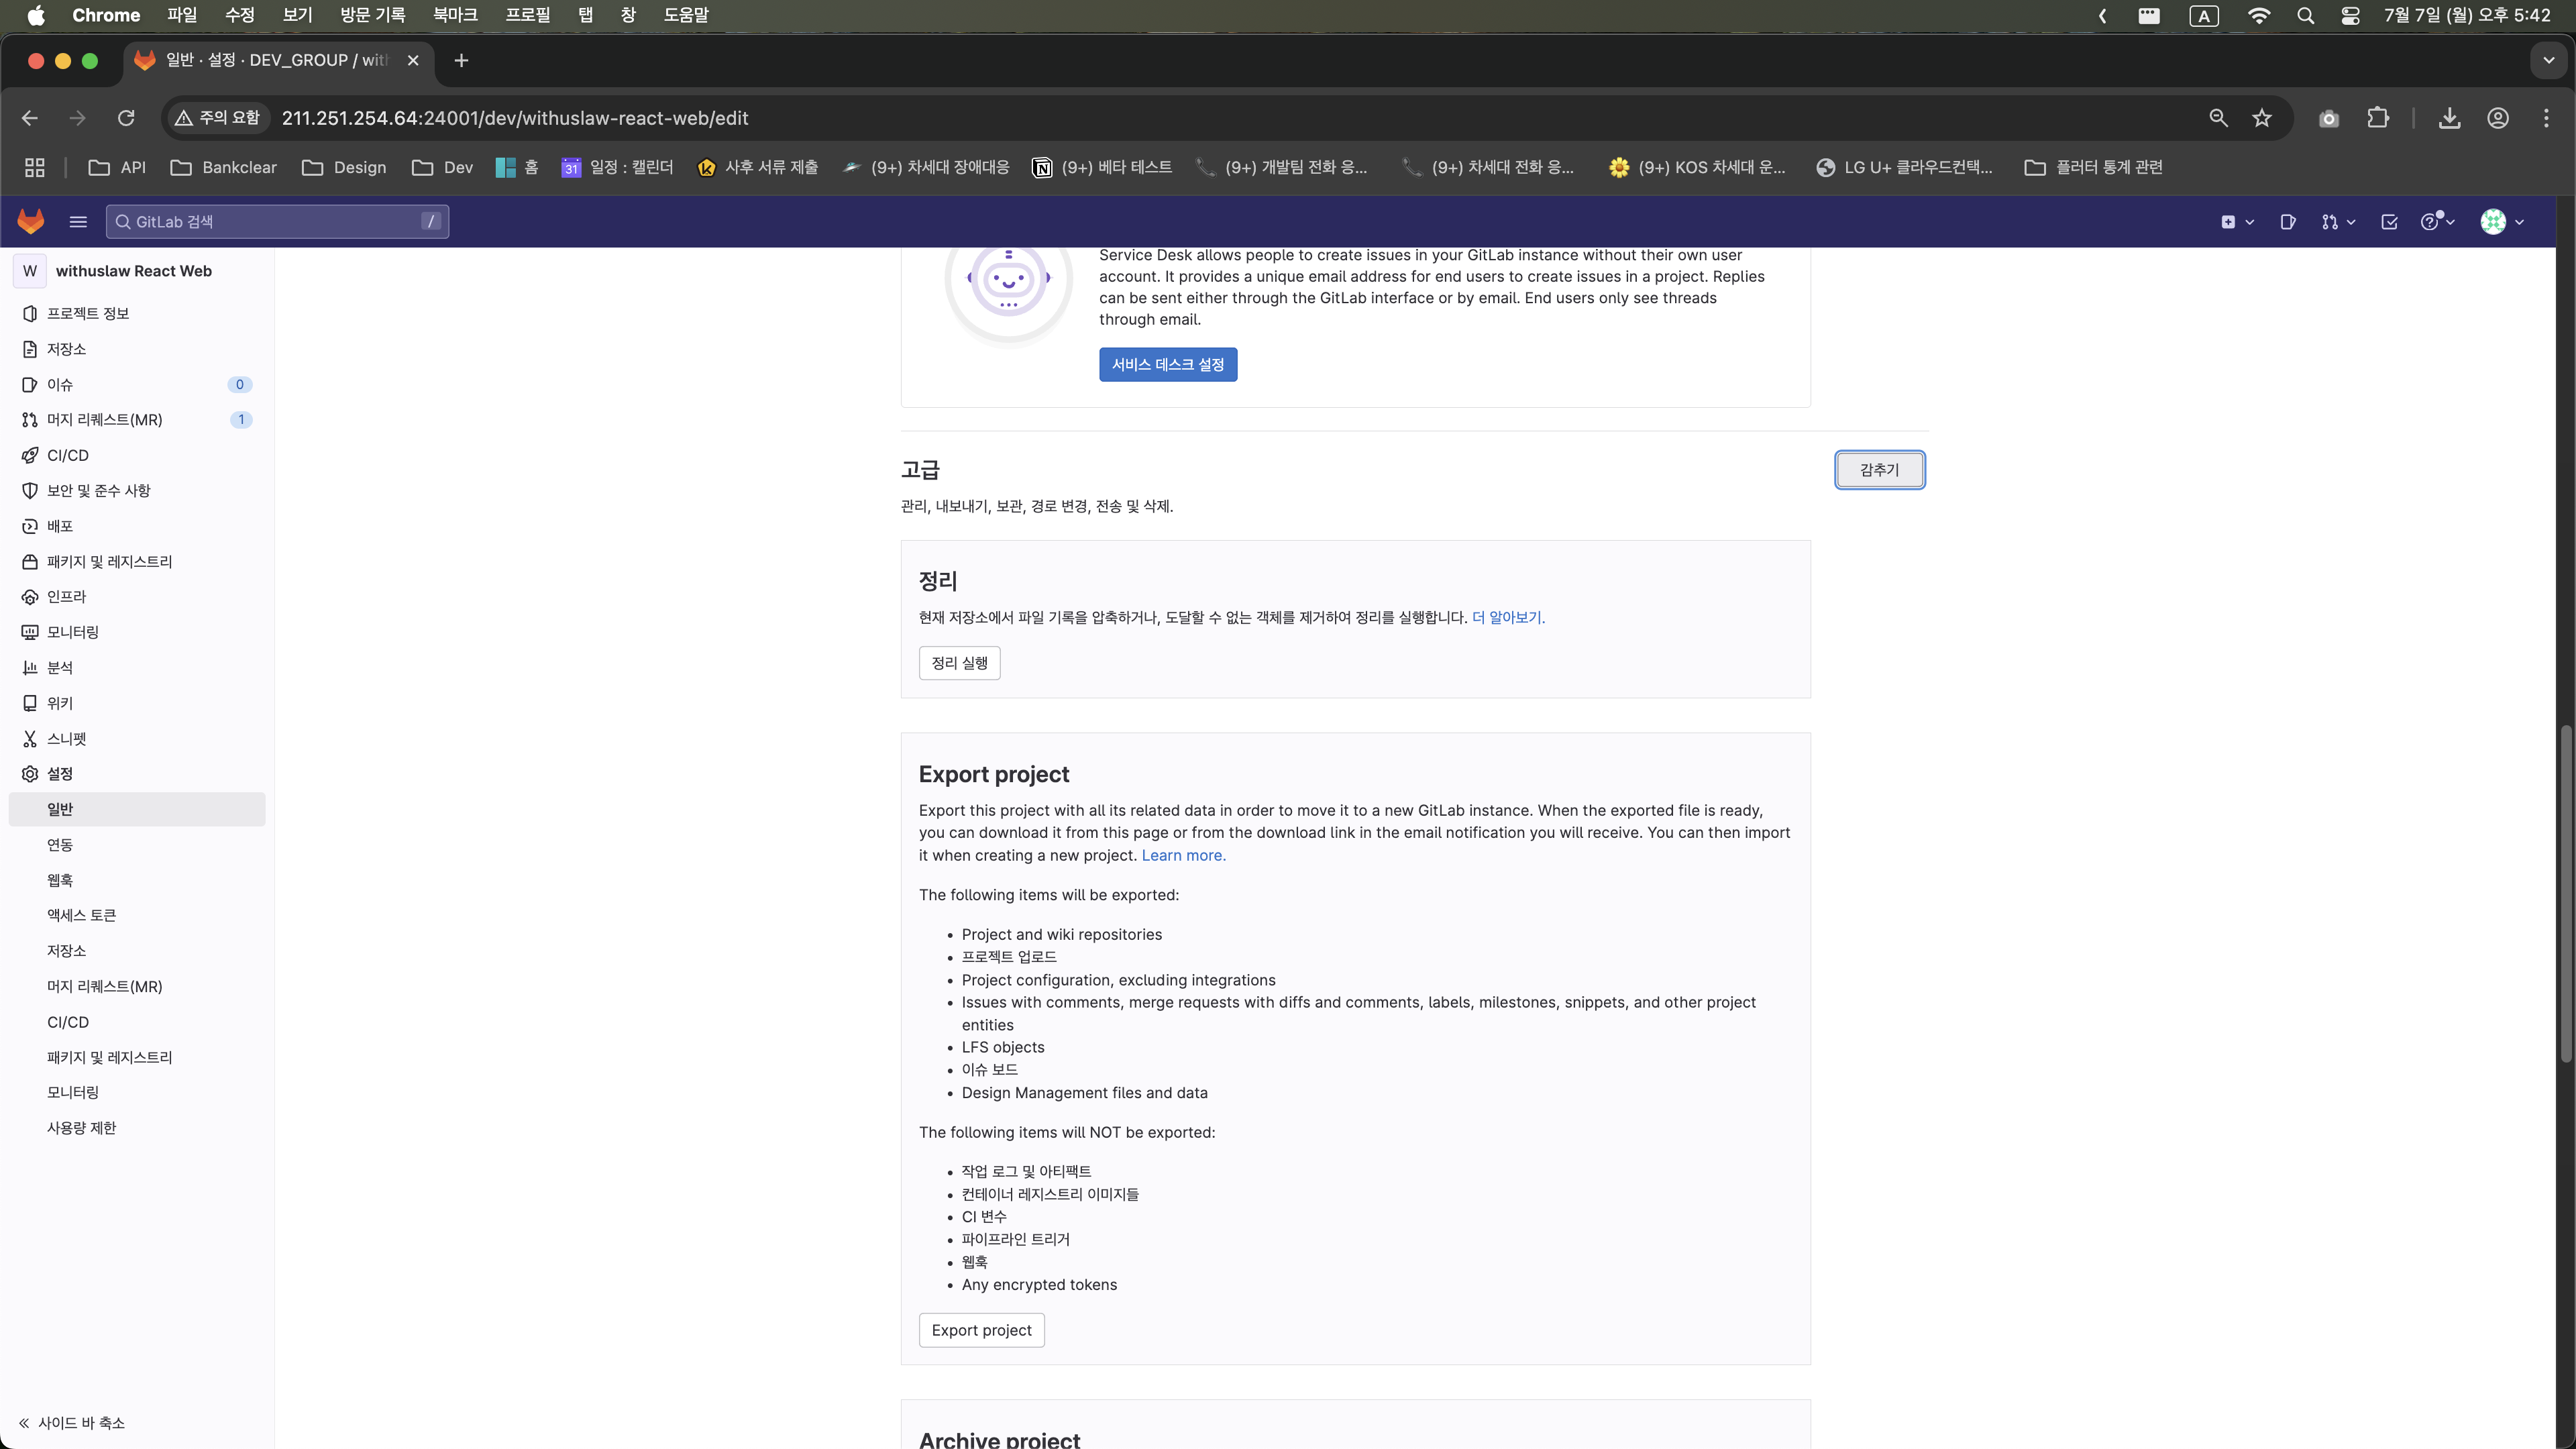 Chrome 파일 수정 보기 방문 기록 북마크 프로필 탭 창 도움말 A 7월 7일 (월) 오후 5:42
일반 · 설정 · DEV_GROUP / wit
주의 요함 211.251.254.64:24001/dev/withuslaw-react-web/edit
API Bankclear Design Dev 홈 31 일정 : 캘린더 사후 서류 제출 (9+) 차세대 장애대응 (9+) 베타 테스트 (9+) 개발팀 전화 응... (9+) 차세대 전화 응... (9+) KOS 차세대 운... LG U+ 클라우드컨택... 플러터 통계 관련
GitLab 검색 /
W withuslaw React Web
프로젝트 정보
저장소
이슈 0
머지 리퀘스트(MR) 1
CI/CD
보안 및 준수 사항
배포
패키지 및 레지스트리
인프라
모니터링
분석
위키
스니펫
설정
일반
연동
웹훅
액세스 토큰
저장소
머지 리퀘스트(MR)
CI/CD
패키지 및 레지스트리
모니터링
사용량 제한
사이드 바 축소
Service Desk allows people to create issues in your GitLab instance without their own user
account. It provides a unique email address for end users to create issues in a project. Replies
can be sent either through the GitLab interface or by email. End users only see threads
through email.
서비스 데스크 설정
고급
감추기
관리, 내보내기, 보관, 경로 변경, 전송 및 삭제.
정리
현재 저장소에서 파일 기록을 압축하거나, 도달할 수 없는 객체를 제거하여 정리를 실행합니다. 더 알아보기.
정리 실행
Export project
Export this project with all its related data in order to move it to a new GitLab instance. When the exported file is ready,
you can download it from this page or from the download link in the email notification you will receive. You can then import
it when creating a new project. Learn more.
The following items will be exported:
• Project and wiki repositories
• 프로젝트 업로드
• Project configuration, excluding integrations
• Issues with comments, merge requests with diffs and comments, labels, milestones, snippets, and other project
entities
• LFS objects
• 이슈 보드
• Design Management files and data
The following items will NOT be exported:
• 작업 로그 및 아티팩트
• 컨테이너 레지스트리 이미지들
• CI 변수
• 파이프라인 트리거
• 웹훅
• Any encrypted tokens
Export project
Archive project